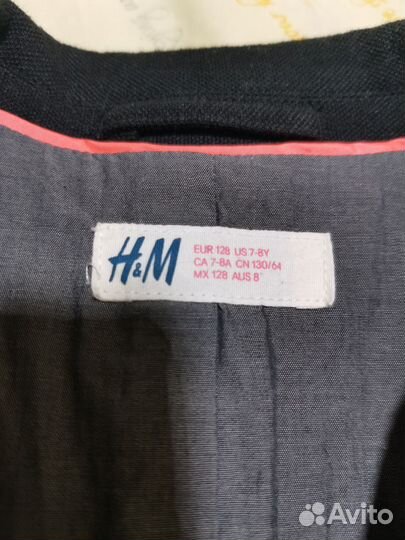 H&M
EUR 128 US 7-8Y
CA 7-8A CN 130/64
MX 128 AUS 8
Avito